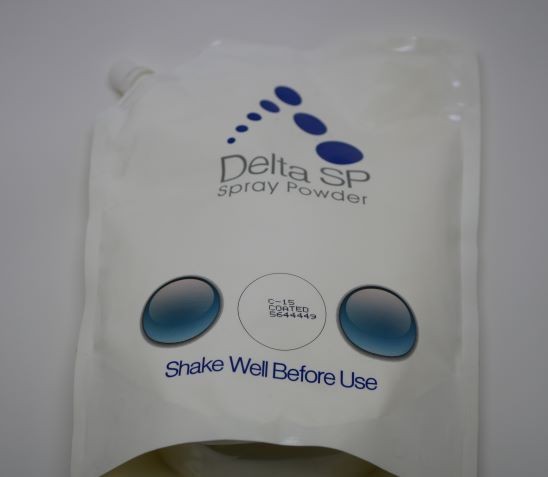 Delta SP
Spray Powder
C-15
COATED
5644449
Shake Well Before Use